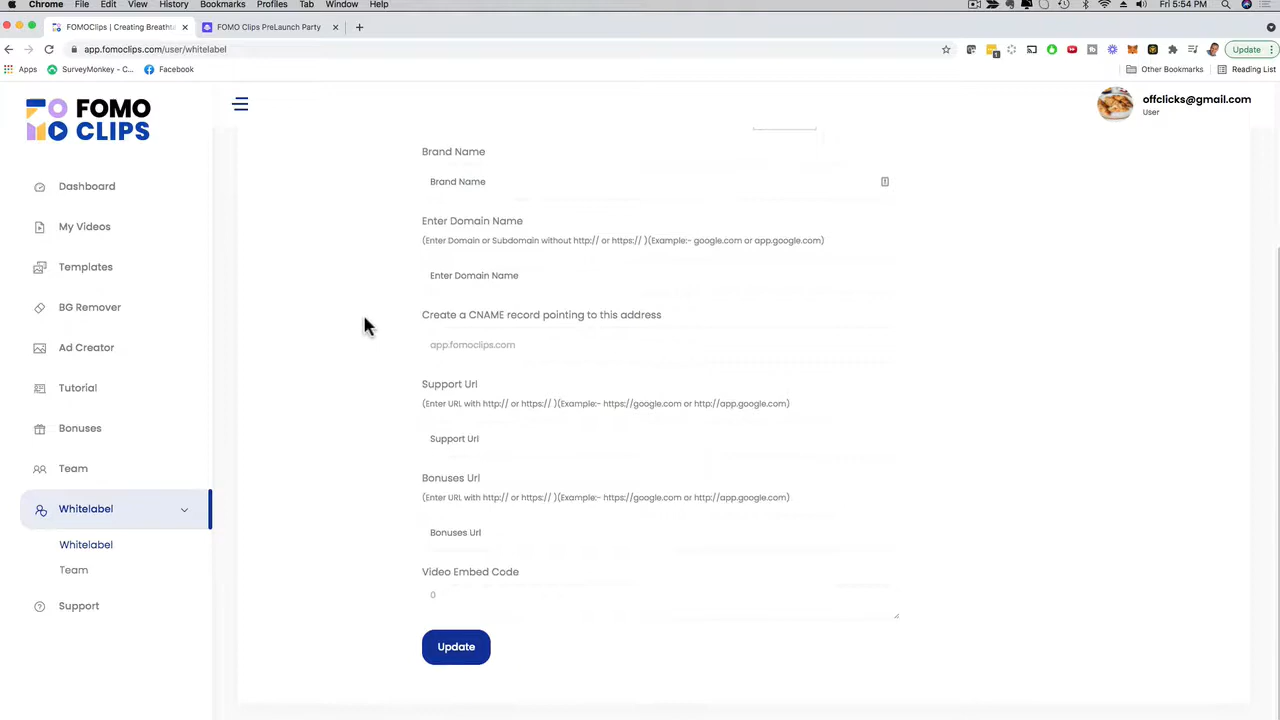 Chrome File Edit View History Bookmarks Profiles Tab Window Help Fri 5:54 PM
FOMOClips | Creating Breatht FOMO Clips PreLaunch Party
app.fomoclips.com/user/whitelabel Update
Apps SurveyMonkey - C... Facebook Other Bookmarks Reading List
FOMO CLIPS
offclicks@gmail.com
User
Dashboard
My Videos
Templates
BG Remover
Ad Creator
Tutorial
Bonuses
Team
Whitelabel
Whitelabel
Team
Support
Brand Name
Brand Name
Enter Domain Name
(Enter Domain or Subdomain without http:// or https:// )(Example:- google.com or app.google.com)
Enter Domain Name
Create a CNAME record pointing to this address
app.fomoclips.com
Support Url
(Enter URL with http:// or https:// )(Example:- https://google.com or http://app.google.com)
Support Url
Bonuses Url
(Enter URL with http:// or https:// )(Example:- https://google.com or http://app.google.com)
Bonuses Url
Video Embed Code
0
Update